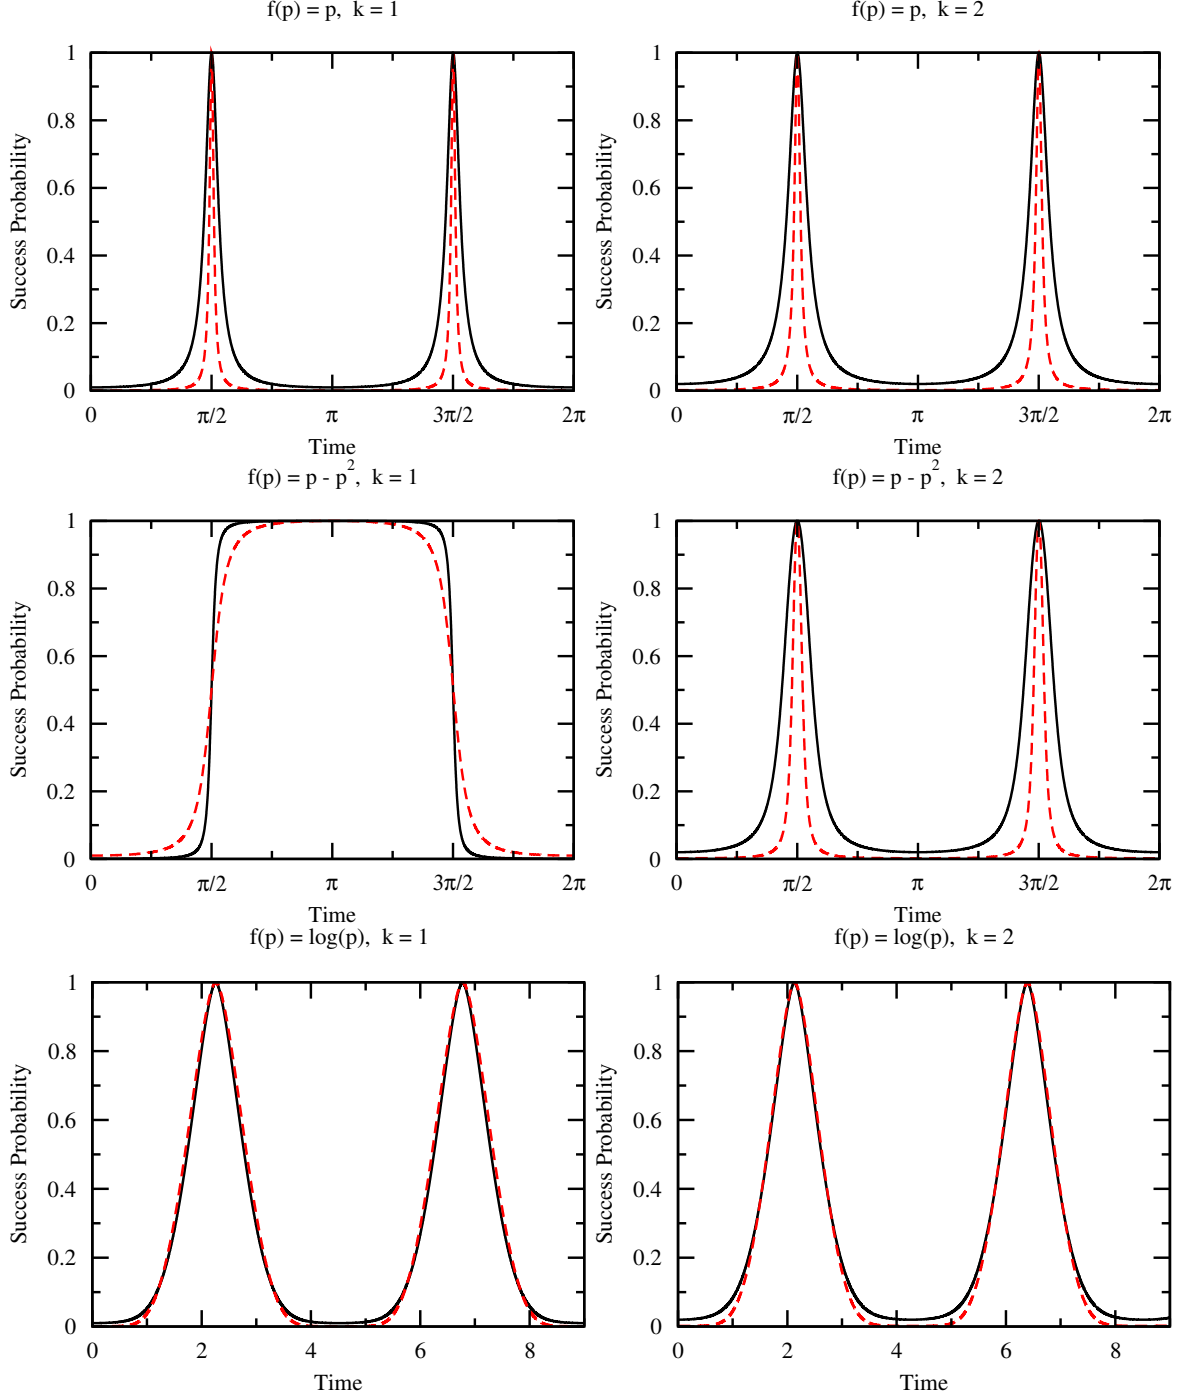 f(p) = p, k = 1
f(p) = p, k = 2
Success Probability
1
0.8
0.6
0.4
0.2
0
0
π/2
π
3π/2
2π
Time
Success Probability
1
0.8
0.6
0.4
0.2
0
0
π/2
π
3π/2
2π
Time
f(p) = p - p², k = 1
f(p) = p - p², k = 2
Success Probability
1
0.8
0.6
0.4
0.2
0
0
π/2
π
3π/2
2π
Time
Success Probability
1
0.8
0.6
0.4
0.2
0
0
π/2
π
3π/2
2π
Time
f(p) = log(p), k = 1
f(p) = log(p), k = 2
Success Probability
1
0.8
0.6
0.4
0.2
0
0
2
4
6
8
Time
Success Probability
1
0.8
0.6
0.4
0.2
0
0
2
4
6
8
Time